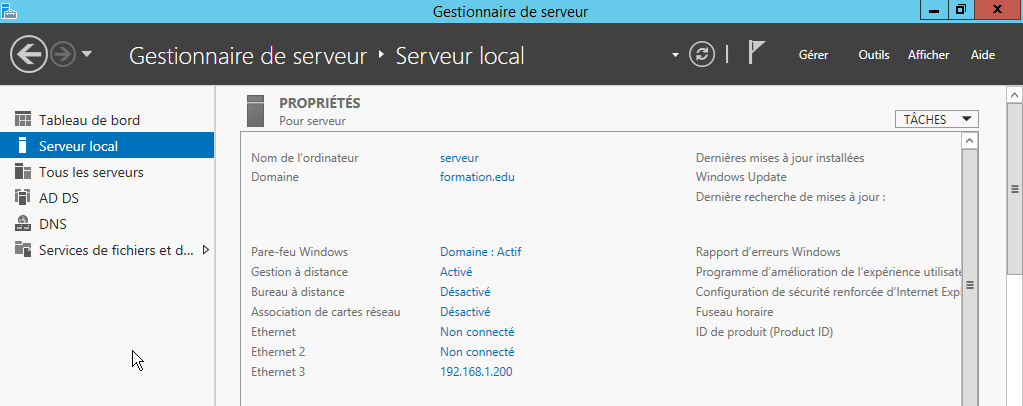 Gestionnaire de serveur
Gestionnaire de serveur ‣ Serveur local
Gérer Outils Afficher Aide
Tableau de bord
Serveur local
Tous les serveurs
AD DS
DNS
Services de fichiers et d...
PROPRIÉTÉS
Pour serveur
TÂCHES
Nom de l'ordinateur serveur Dernières mises à jour installées
Domaine formation.edu Windows Update
Dernière recherche de mises à jour :
Pare-feu Windows Domaine : Actif Rapport d'erreurs Windows
Gestion à distance Activé Programme d'amélioration de l'expérience utilisate
Bureau à distance Désactivé Configuration de sécurité renforcée d'Internet Expl
Association de cartes réseau Désactivé Fuseau horaire
Ethernet Non connecté ID de produit (Product ID)
Ethernet 2 Non connecté
Ethernet 3 192.168.1.200